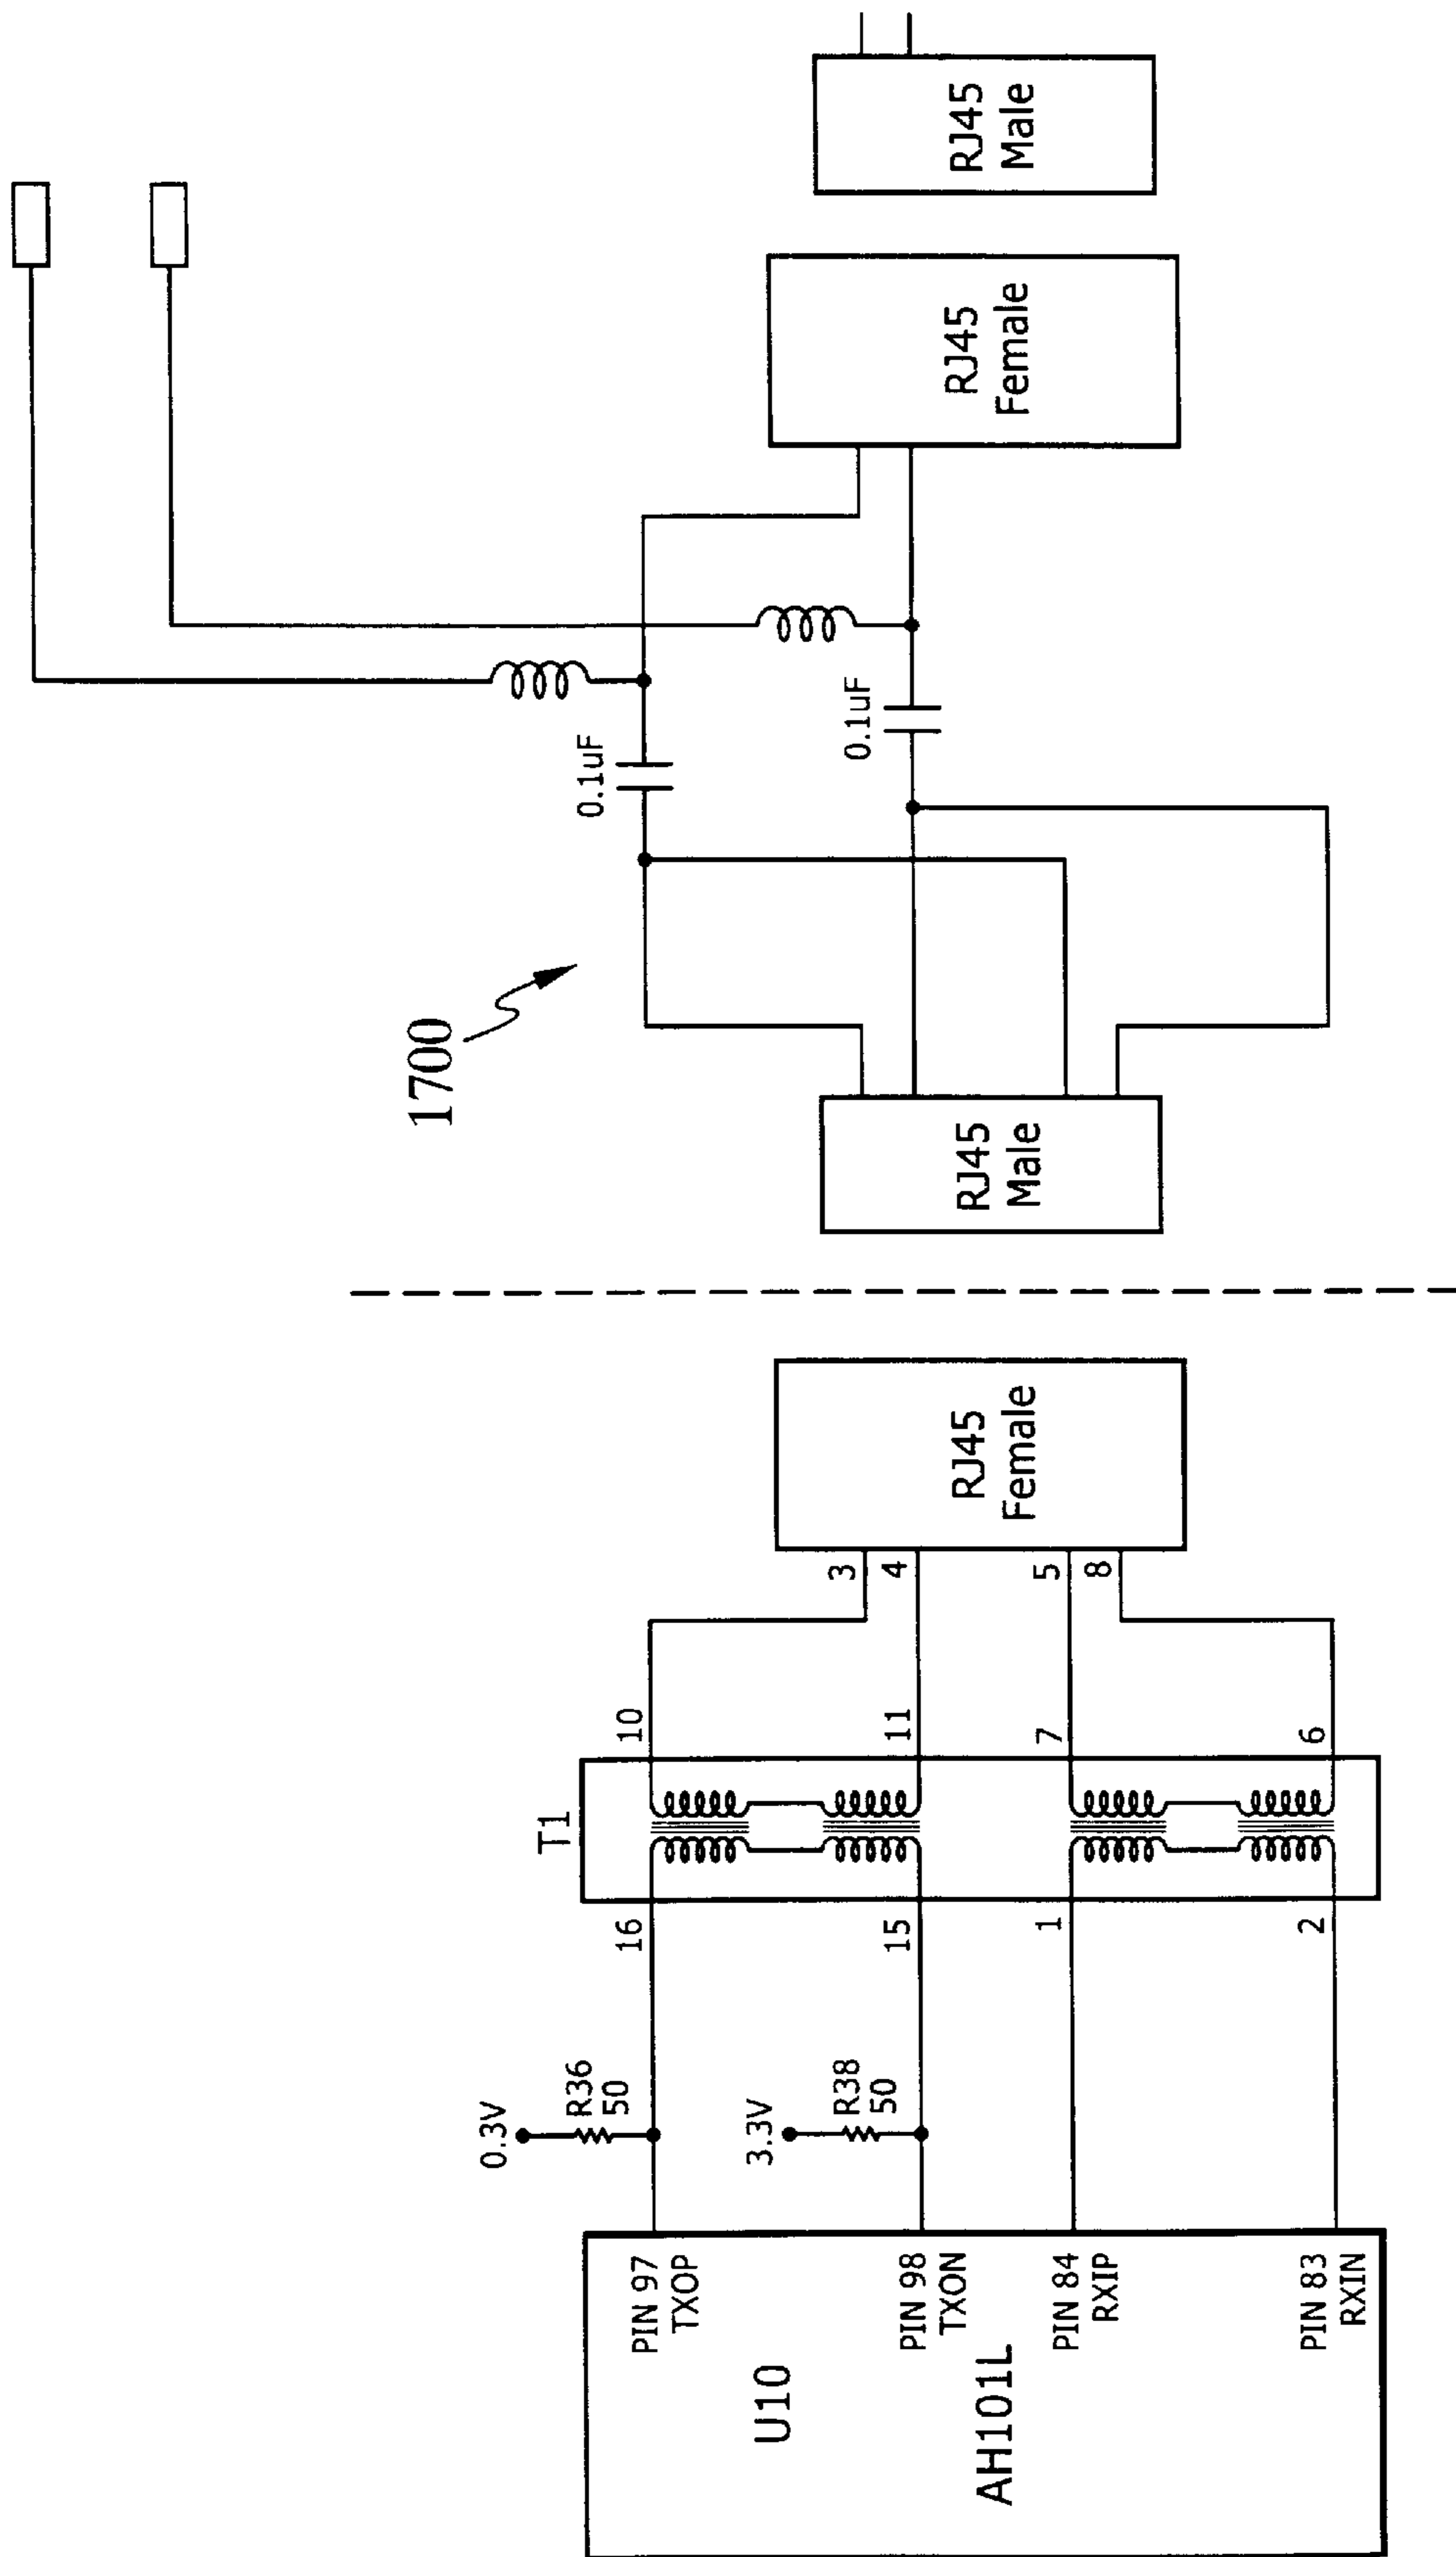 U10
AH101L
PIN 97
TXOP
PIN 98
TXON
PIN 84
RXIP
PIN 83
RXIN
0.3V
R36
50
3.3V
R38
50
16
15
1
2
T1
10
11
7
6
3
4
5
8
RJ45
Female
1700
RJ45
Male
0.1uF
0.1uF
RJ45
Female
RJ45
Male